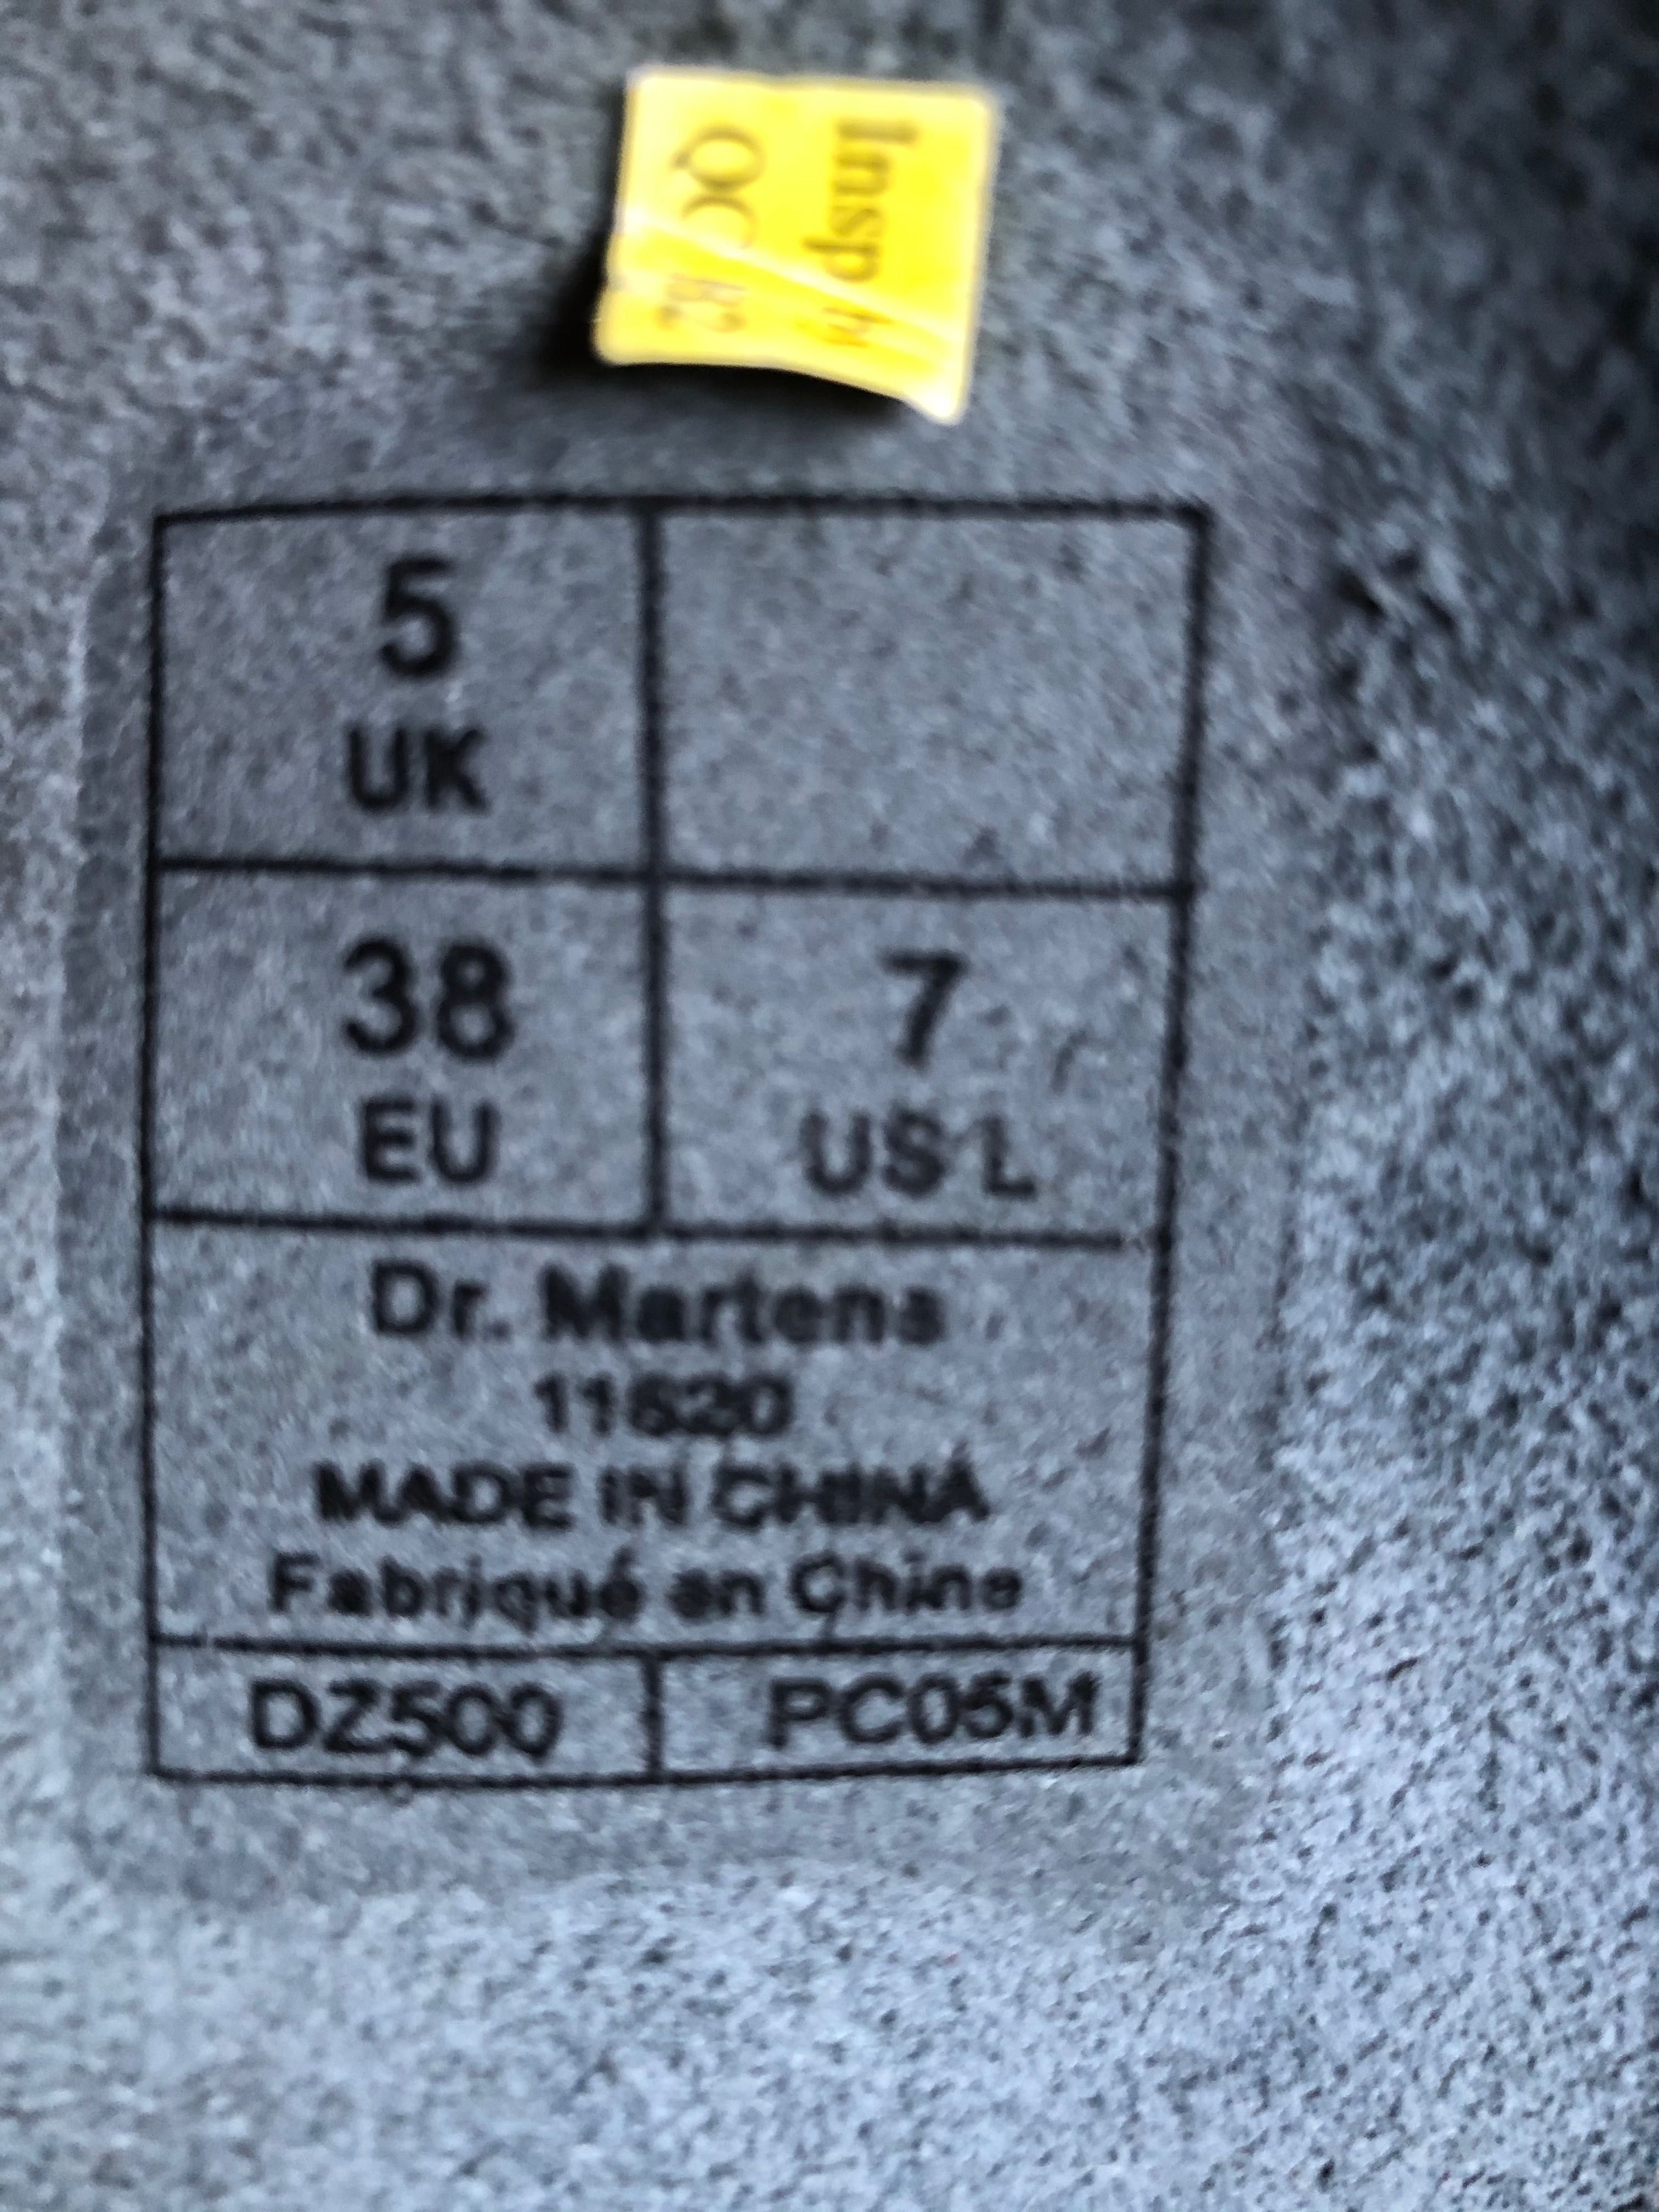 Insp by
QC
5
UK
38
EU
7
US L
Dr. Martens
MADE IN CHINA
Fabriqué en Chine
DZ500
PC05M